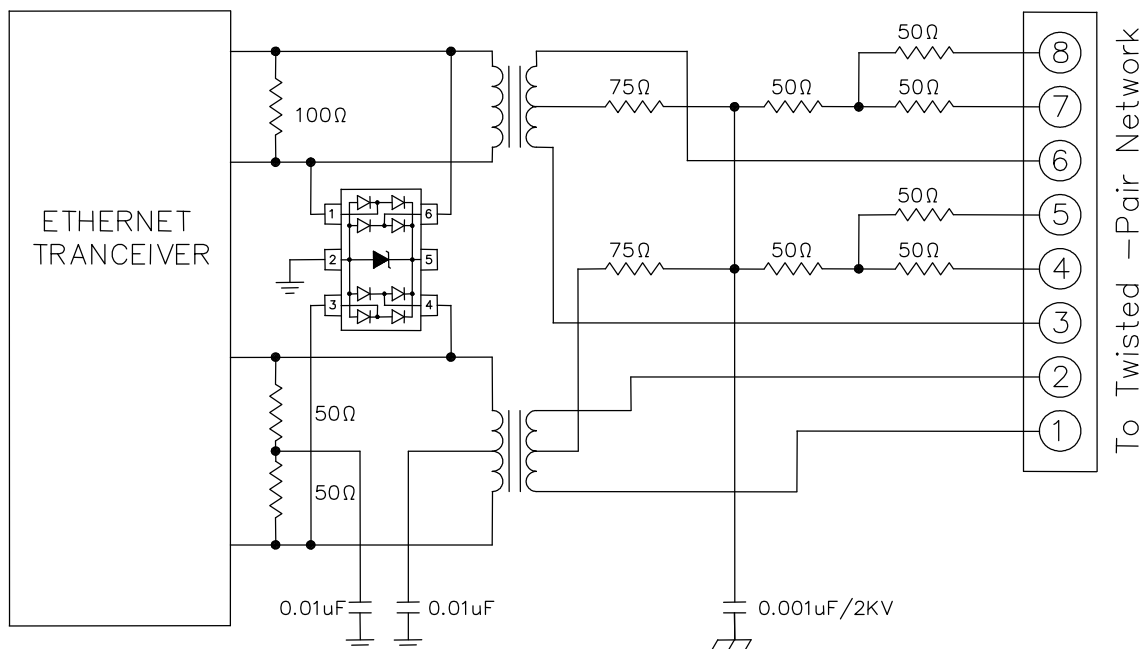 ETHERNET
TRANCEIVER
100Ω
1
6
2
5
3
4
50Ω
50Ω
0.01uF
0.01uF
75Ω
50Ω
50Ω
50Ω
75Ω
50Ω
50Ω
50Ω
0.001uF/2KV
8
7
6
5
4
3
2
1
To Twisted -Pair Network